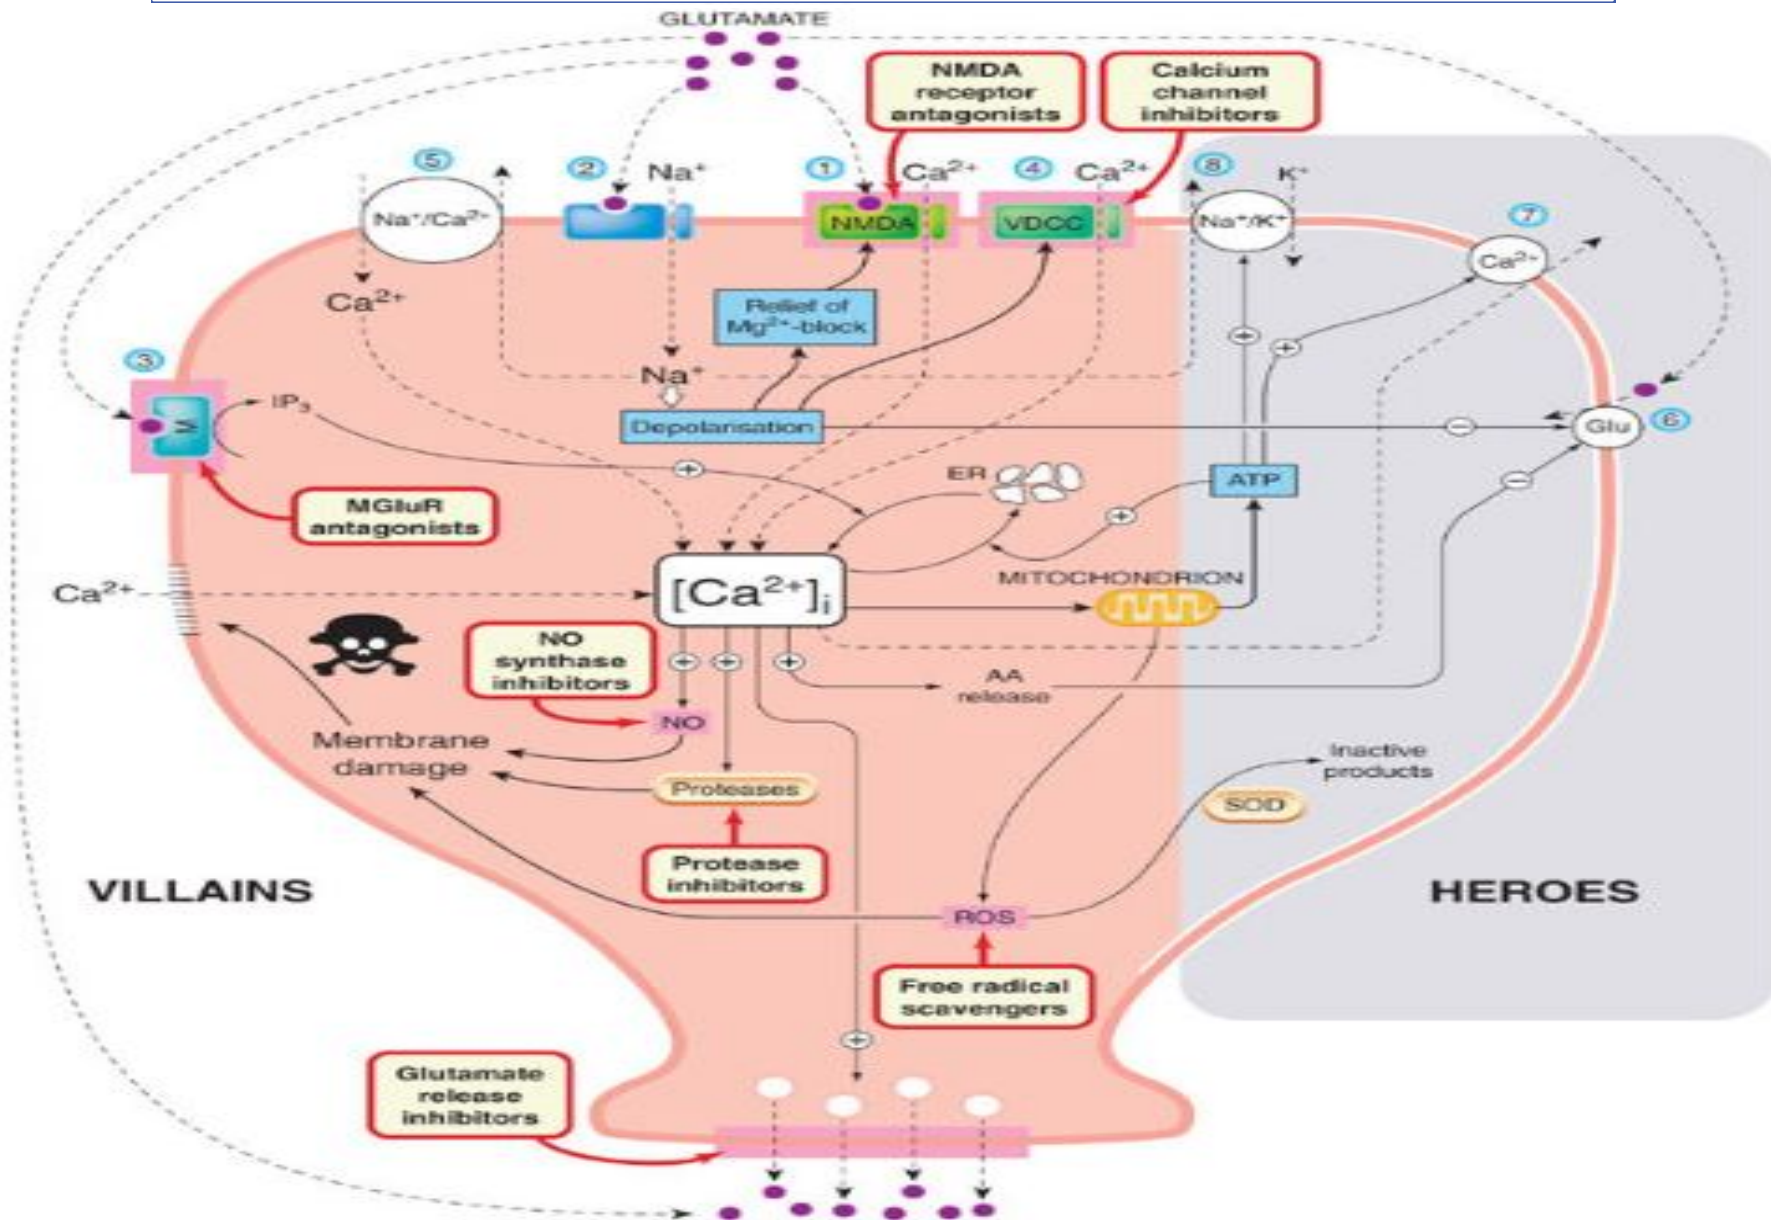 GLUTAMATE
NMDA
receptor
antagonists
Calcium
channel
inhibitors
5
2
Na⁺
1
Ca²⁺
4
Ca²⁺
8
K⁺
7
Na⁺/Ca²⁺
NMDA
VDCC
Na⁺/K⁺
Ca²⁺
Ca²⁺
Relief of
Mg²⁺-block
3
IP₃
Na⁺
M
Depolarisation
−
Glu
6
+
+
+
ER
ATP
−
MGluR
antagonists
+
Ca²⁺
[Ca²⁺]ᵢ
MITOCHONDRION
NO
synthase
inhibitors
+
+
+
AA
release
NO
Membrane
damage
Proteases
Inactive
products
SOD
Protease
inhibitors
VILLAINS
HEROES
ROS
Free radical
scavengers
+
Glutamate
release
inhibitors